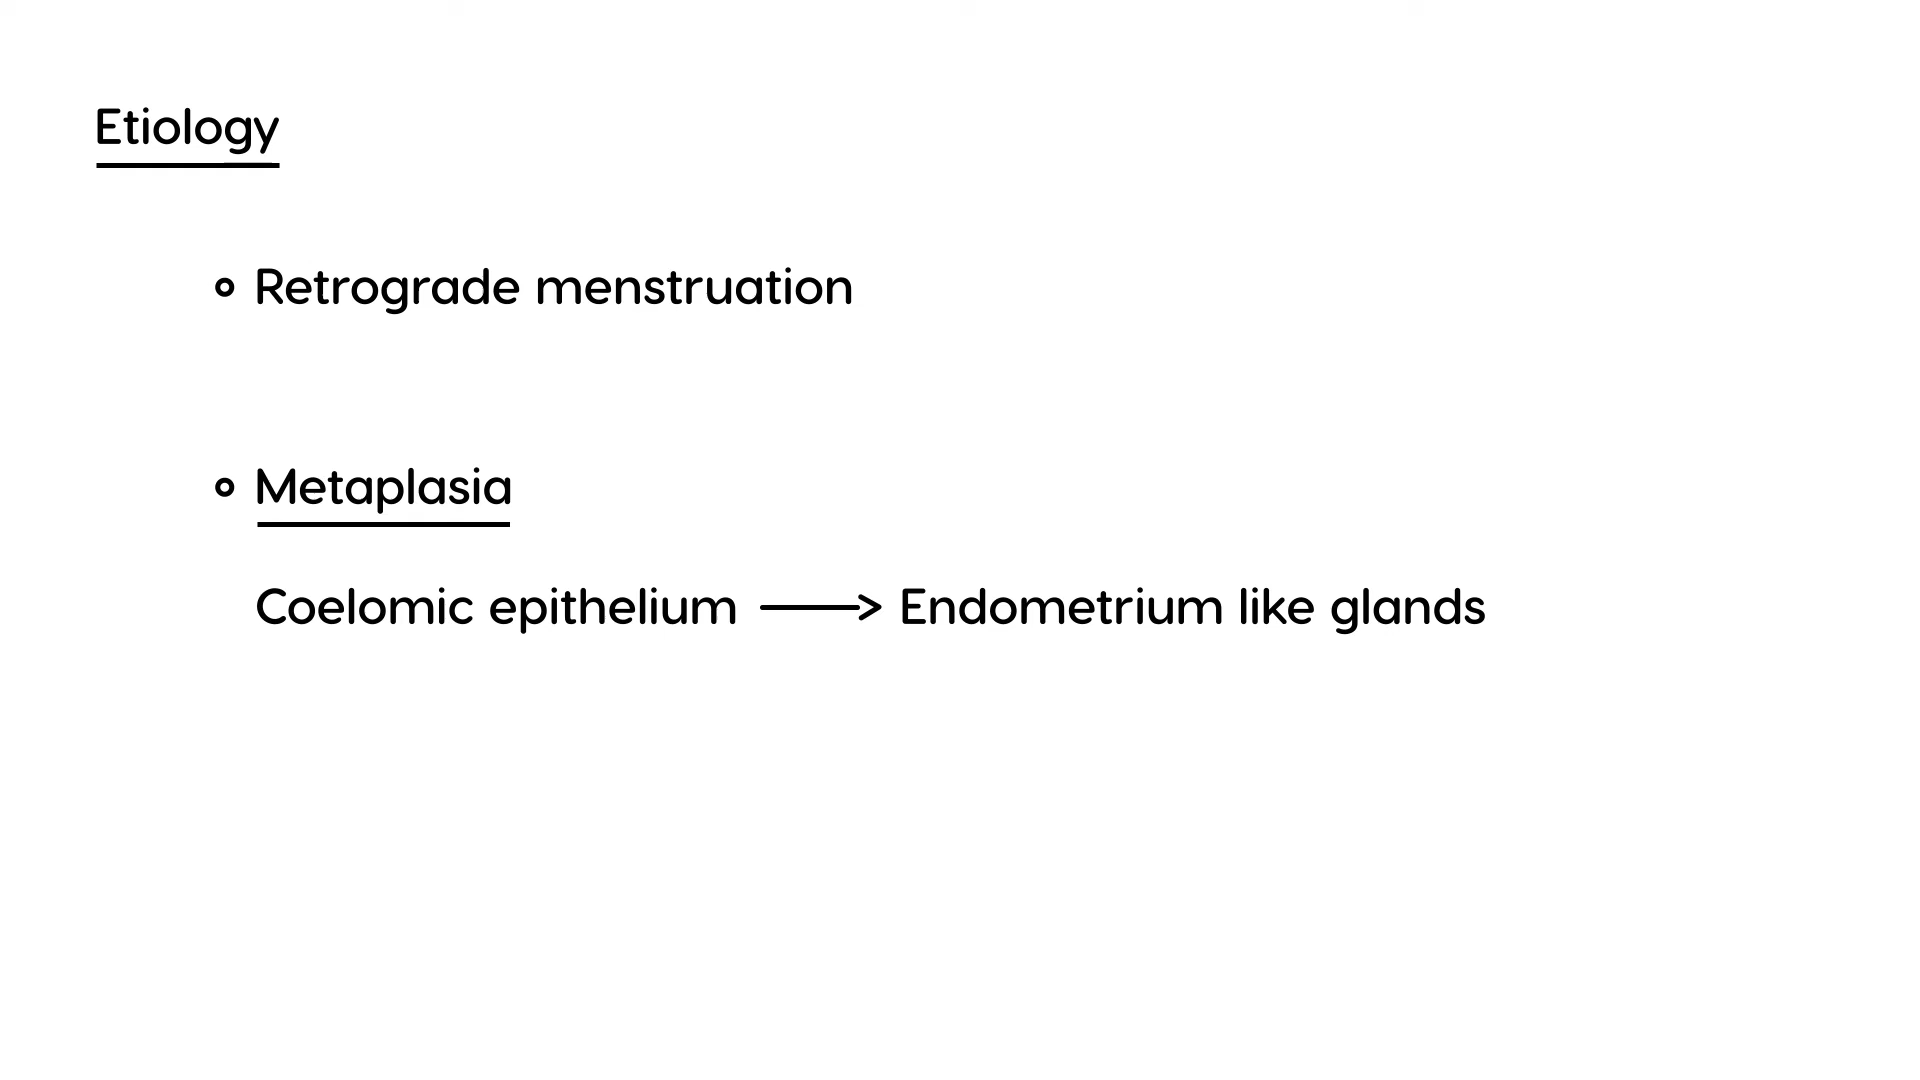 Etiology
Retrograde menstruation
Metaplasia
Coelomic epithelium → Endometrium like glands